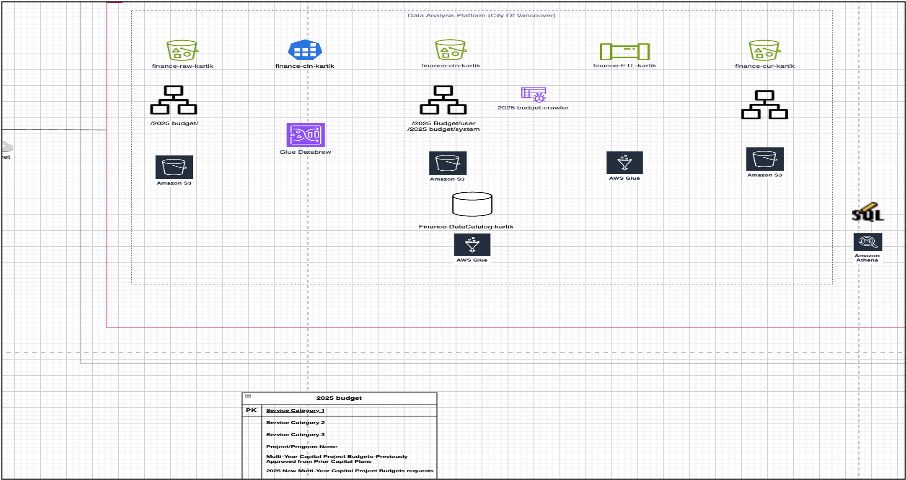 Data Analysis Platform (City Of Vancouver)
finance-raw-kartik
finance-cln-kartik
finance-cln-kartik
finance-ETL-kartik
finance-cur-kartik
2025-budget-crawler
/2025 budget/
/2025 Budget/user
/2025 budget/system
Glue Databrew
Amazon S3
Amazon S3
AWS Glue
Amazon S3
SQL
Finance-DataCatalog-kartik
AWS Glue
Amazon
Athena
net
2025 budget
PK
Service Category 1
Service Category 2
Service Category 3
Project/Program Name
Multi-Year Capital Project Budgets-Previously
Approved from Prior Capital Plans
2025 New Multi-Year Capital Project Budgets requests